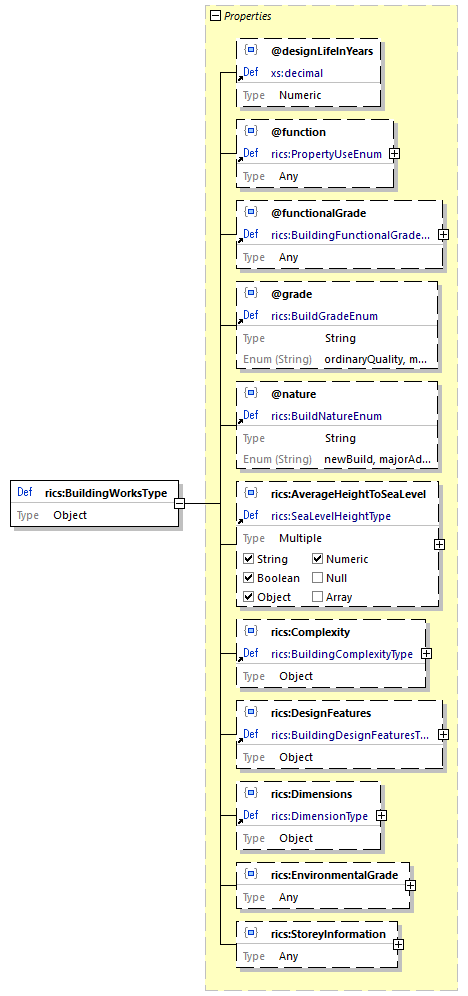 Properties
@designLifeInYears
Def xs:decimal
Type Numeric
@function
Def rics:PropertyUseEnum
Type Any
@functionalGrade
Def rics:BuildingFunctionalGrade...
Type Any
@grade
Def rics:BuildGradeEnum
Type String
Enum (String) ordinaryQuality, m...
@nature
Def rics:BuildNatureEnum
Type String
Enum (String) newBuild, majorAd...
Def rics:BuildingWorksType
Type Object
rics:AverageHeightToSeaLevel
Def rics:SeaLevelHeightType
Type Multiple
String Numeric
Boolean Null
Object Array
rics:Complexity
Def rics:BuildingComplexityType
Type Object
rics:DesignFeatures
Def rics:BuildingDesignFeaturesT...
Type Object
rics:Dimensions
Def rics:DimensionType
Type Object
rics:EnvironmentalGrade
Type Any
rics:StoreyInformation
Type Any